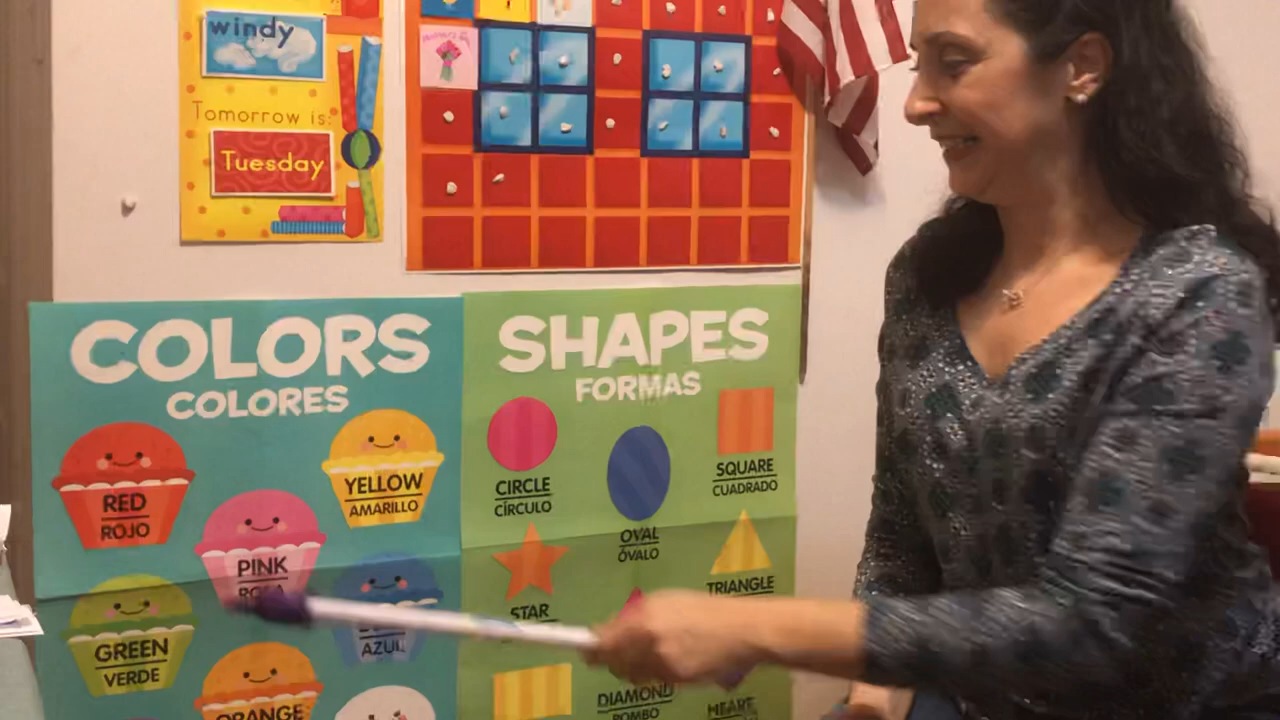 windy
Tomorrow is:
Tuesday
COLORS
COLORES
RED
ROJO
YELLOW
AMARILLO
PINK
GREEN
VERDE
AZUL
ORANGE
SHAPES
FORMAS
CIRCLE
CÍRCULO
OVAL
ÓVALO
SQUARE
CUADRADO
STAR
TRIANGLE
DIAMOND
ROMBO
HEART